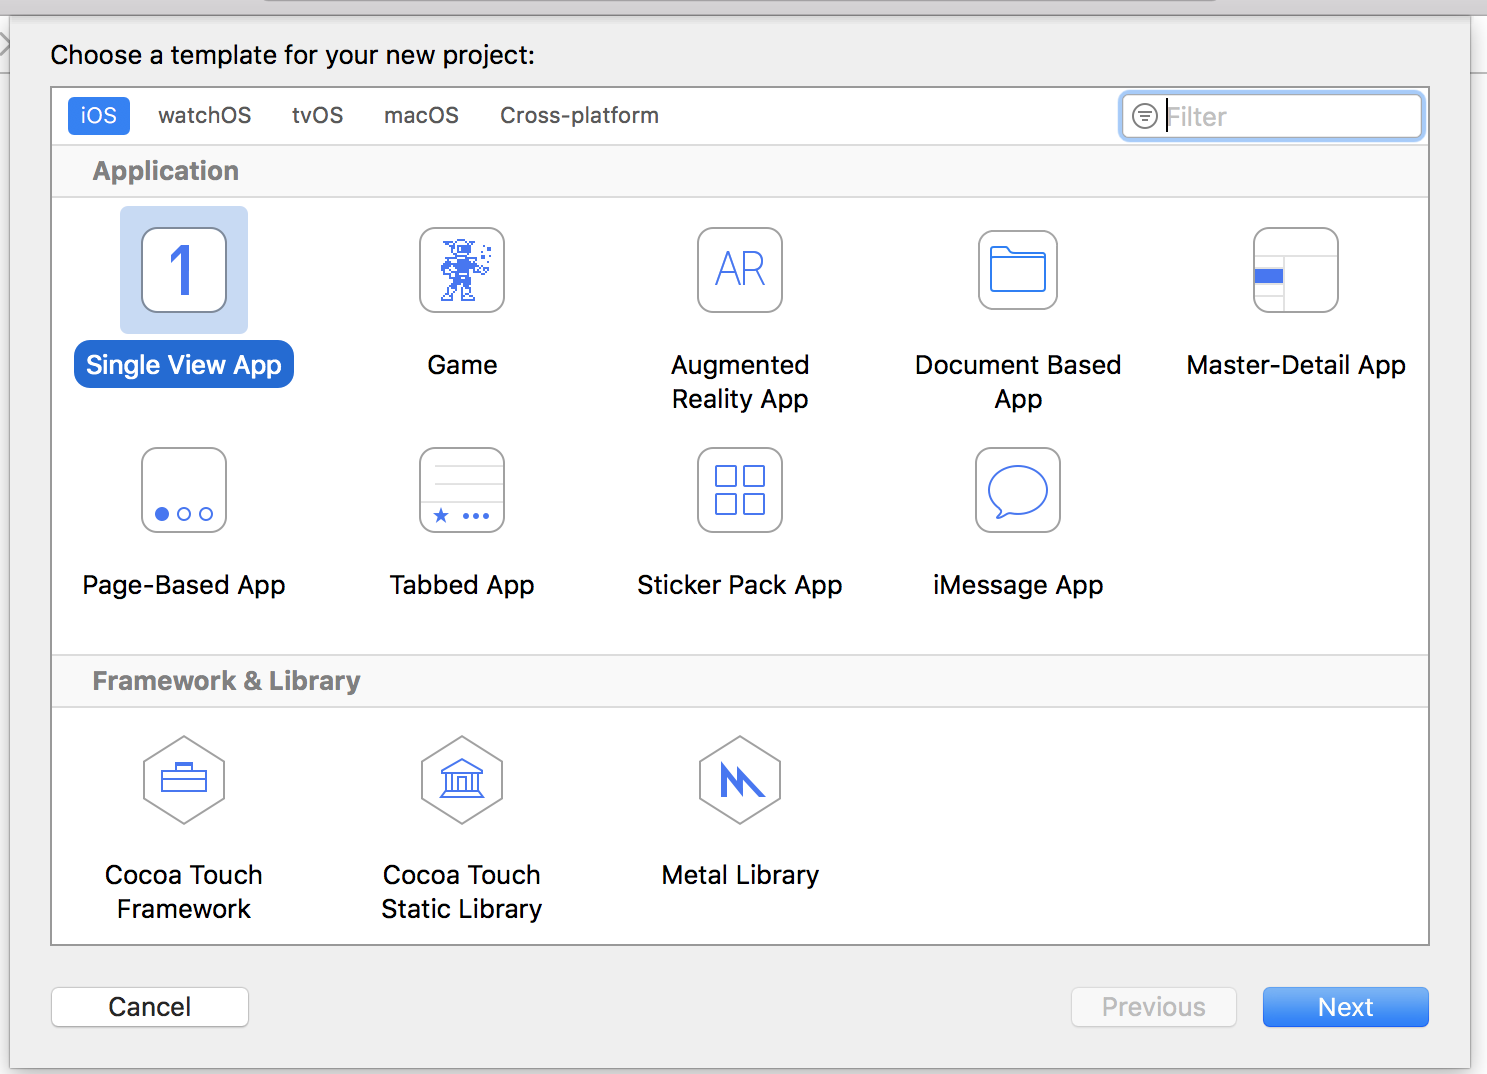 Choose a template for your new project:
iOS watchOS tvOS macOS Cross-platform Filter
Application
1 AR
Single View App Game Augmented Document Based Master-Detail App
Reality App App
Page-Based App Tabbed App Sticker Pack App iMessage App
Framework & Library
Cocoa Touch Cocoa Touch Metal Library
Framework Static Library
Cancel Previous Next